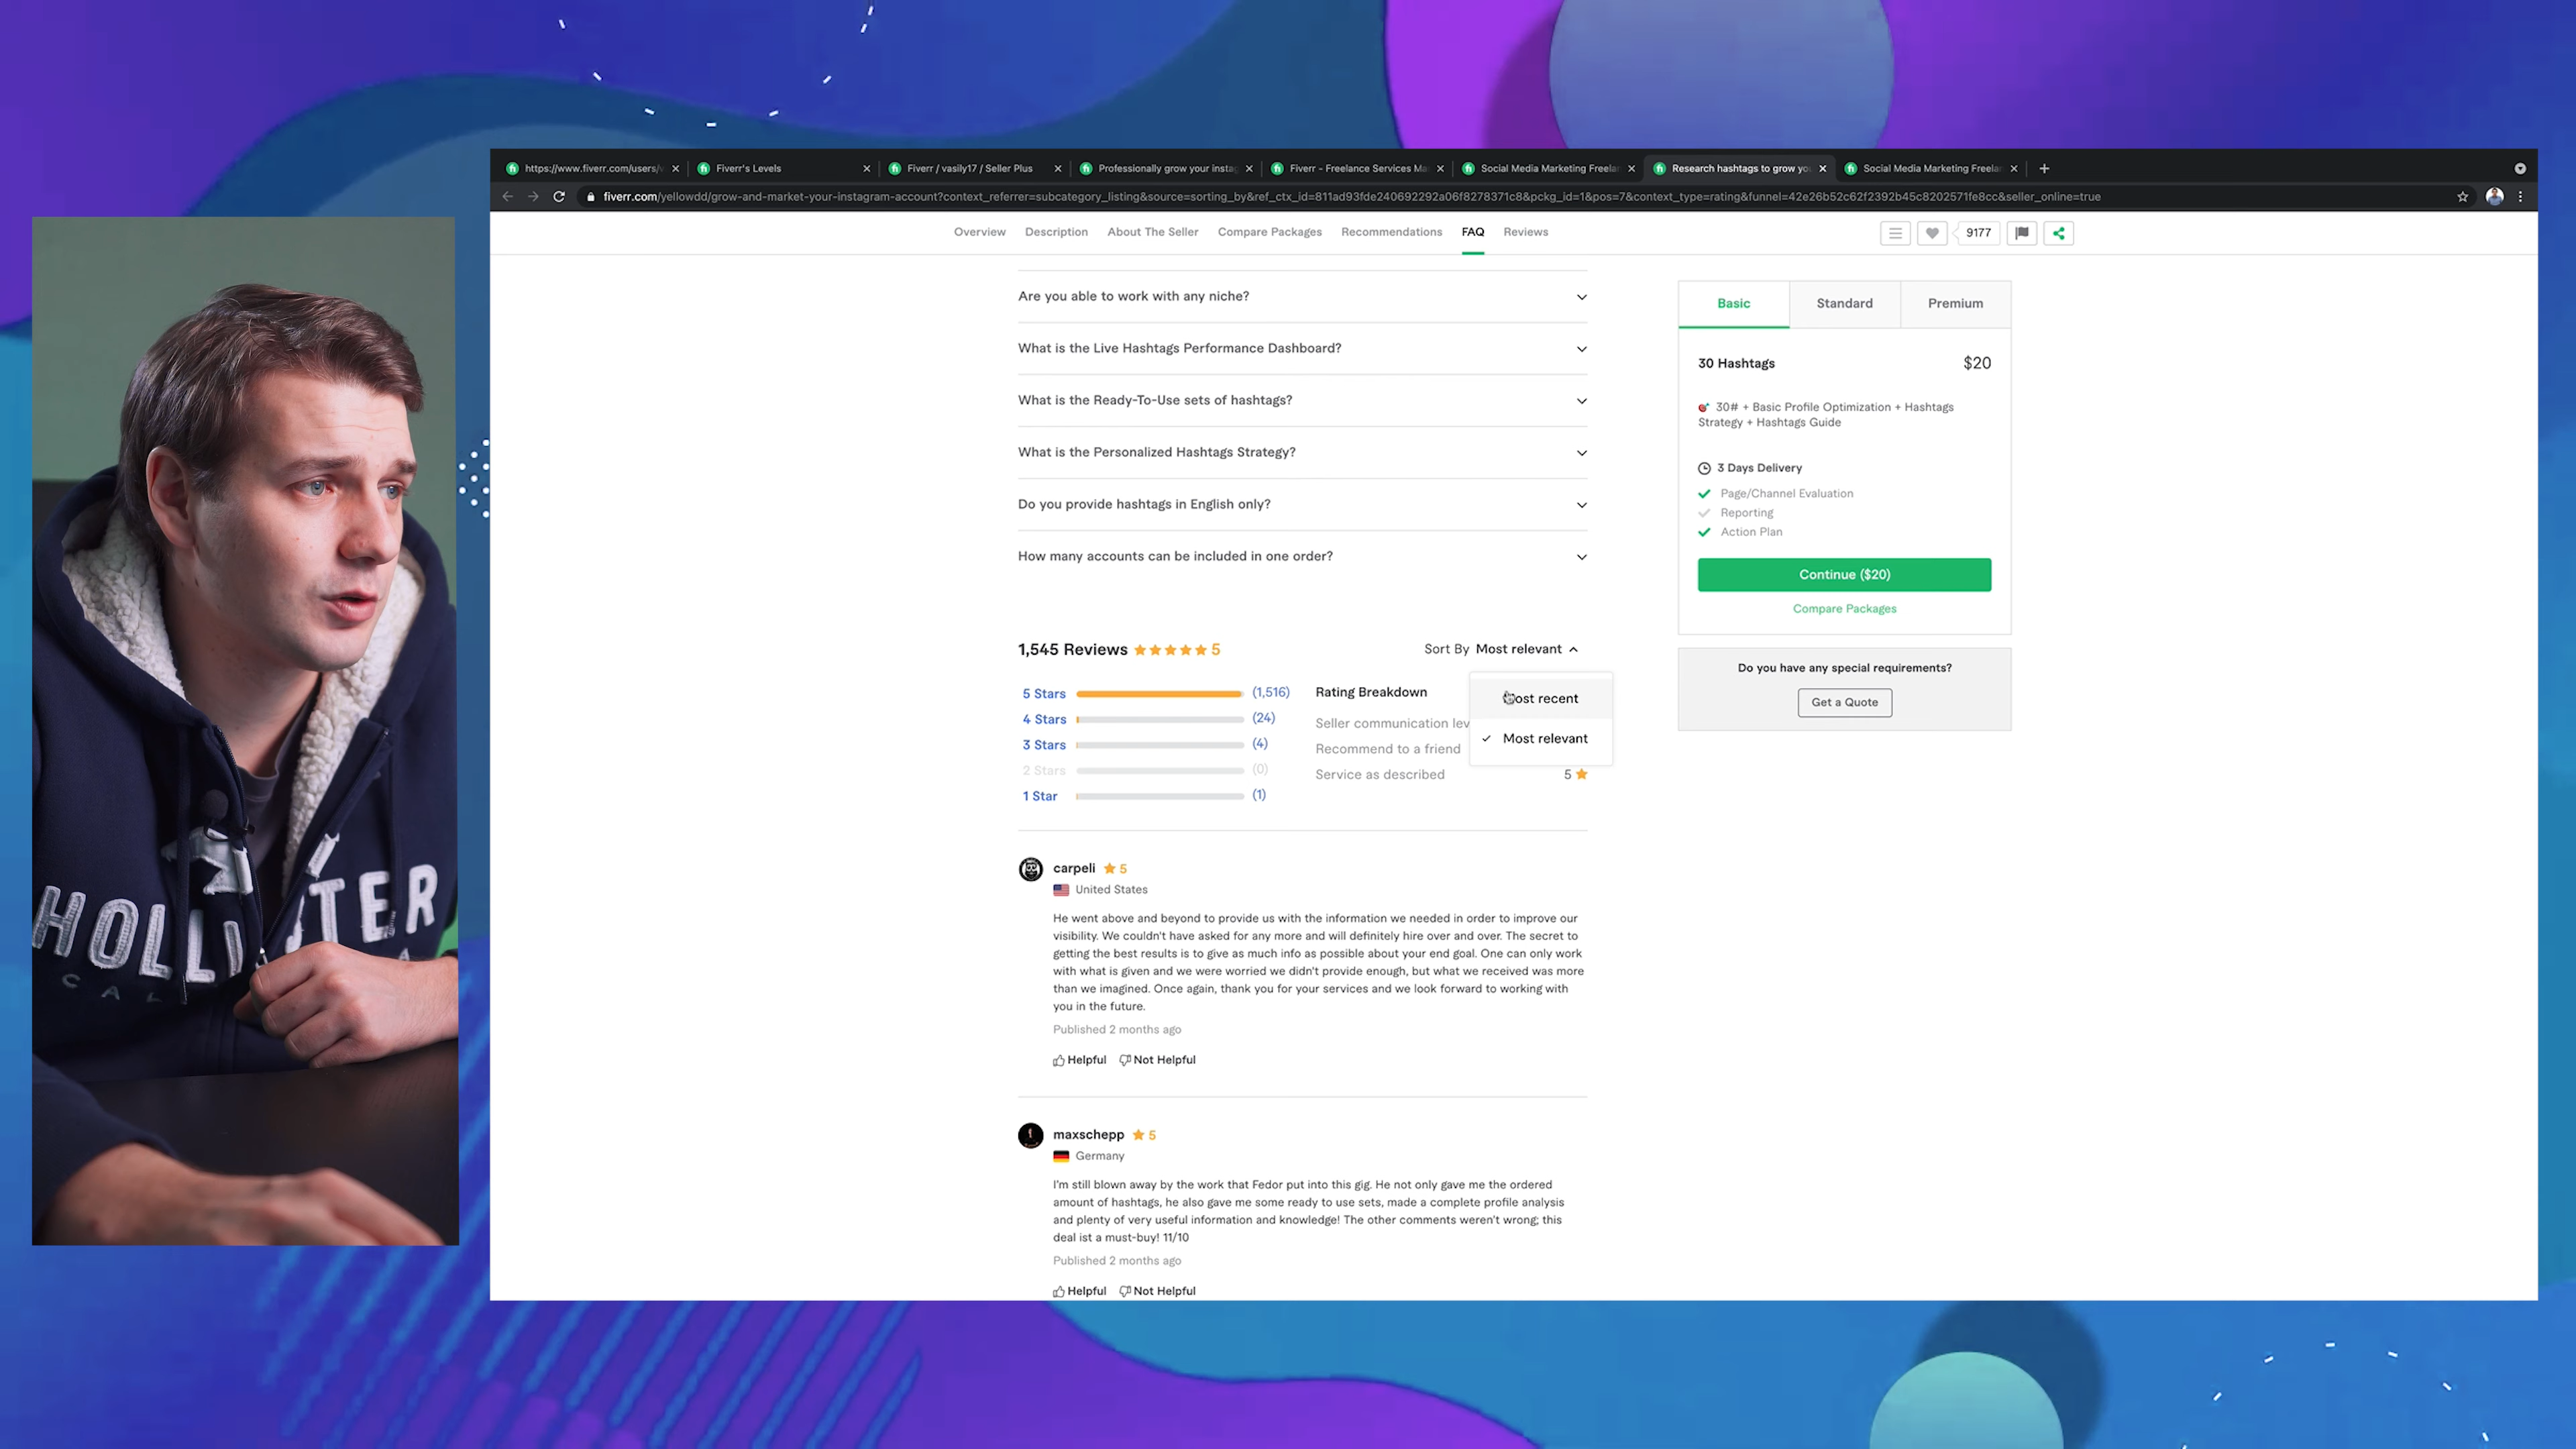 https://www.fiverr.com/users/v
Fiverr's Levels
Fiverr / vasily17 / Seller Plus
Professionally grow your instag
Fiverr - Freelance Services Ma
Social Media Marketing Freelan
Research hashtags to grow yo
Social Media Marketing Freelan
fiverr.com/yellowdd/grow-and-market-your-instagram-account?context_referrer=subcategory_listing&source=sorting_by&ref_ctx_id=811ad93fde240692292a06f8278371c8&pckg_id=1&pos=7&context_type=rating&funnel=42e26b52c62f2392b45c8202571fe8cc&seller_online=true
Overview Description About The Seller Compare Packages Recommendations FAQ Reviews
9177
Are you able to work with any niche?
What is the Live Hashtags Performance Dashboard?
What is the Ready-To-Use sets of hashtags?
What is the Personalized Hashtags Strategy?
Do you provide hashtags in English only?
How many accounts can be included in one order?
Basic Standard Premium
30 Hashtags $20
30# + Basic Profile Optimization + Hashtags
Strategy + Hashtags Guide
3 Days Delivery
Page/Channel Evaluation
Reporting
Action Plan
Continue ($20)
Compare Packages
Do you have any special requirements?
Get a Quote
1,545 Reviews 5
Sort By Most relevant
Most relevant
5 Stars (1,516)
4 Stars (24)
3 Stars (4)
2 Stars (0)
1 Star (1)
Rating Breakdown
Seller communication lev
Recommend to a friend
Service as described 5
carpeli 5
United States
He went above and beyond to provide us with the information we needed in order to improve our
visibility. We couldn't have asked for any more and will definitely hire over and over. The secret to
getting the best results is to give as much info as possible about your end goal. One can only work
with what is given and we were worried we didn't provide enough, but what we received was more
than we imagined. Once again, thank you for your services and we look forward to working with
you in the future.
Published 2 months ago
Helpful Not Helpful
maxschepp 5
Germany
I'm still blown away by the work that Fedor put into this gig. He not only gave me the ordered
amount of hashtags, he also gave me some ready to use sets, made a complete profile analysis
and plenty of very useful information and knowledge! The other comments weren't wrong; this
deal ist a must-buy! 11/10
Published 2 months ago
Helpful Not Helpful